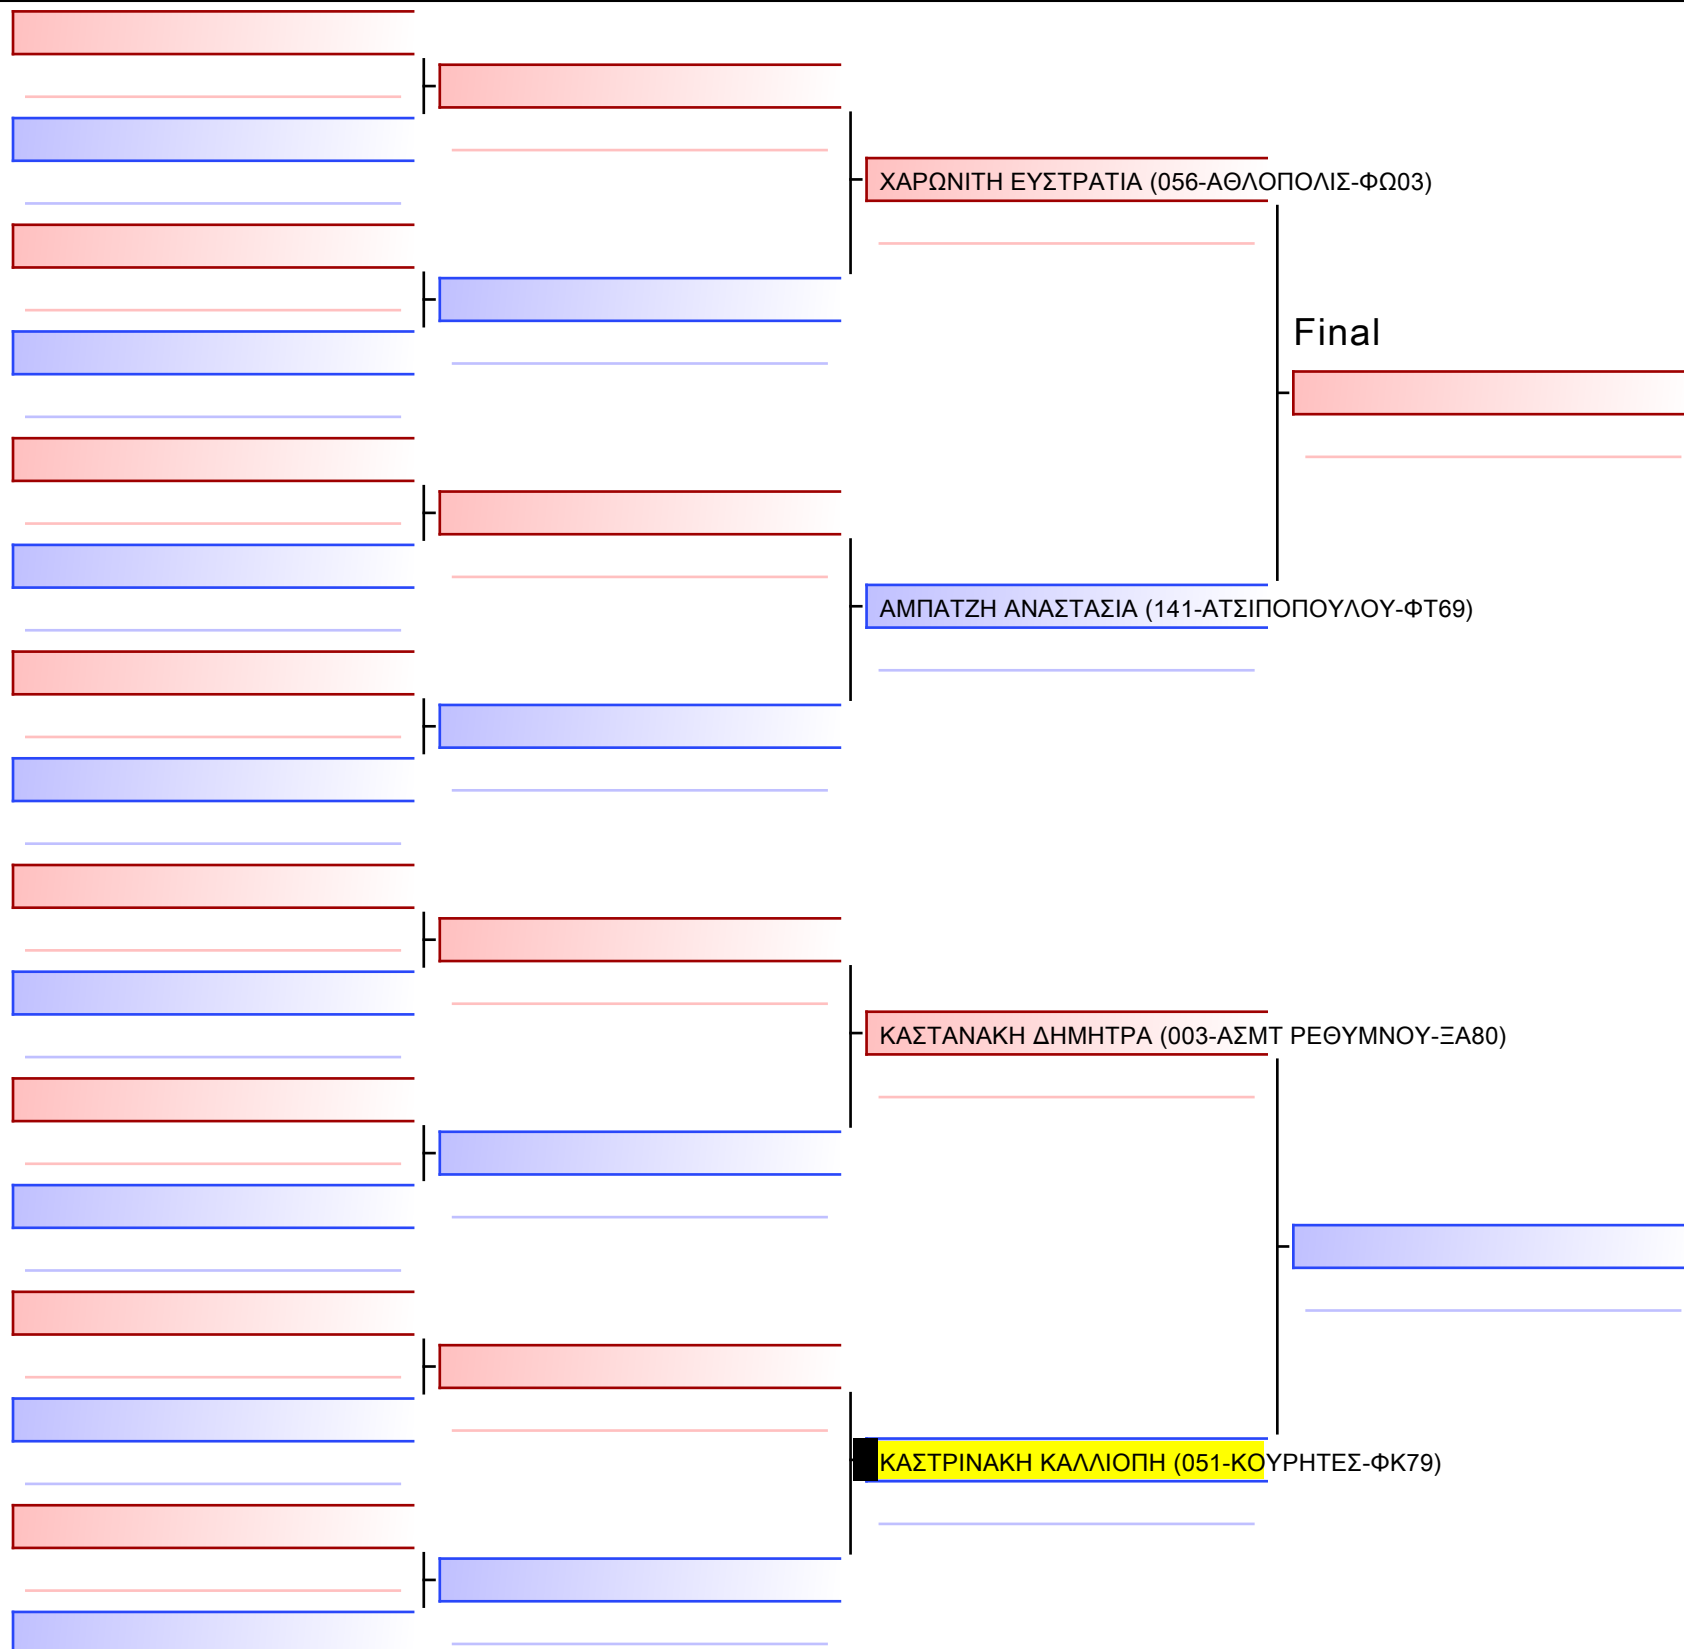 ΧΑΡΩΝΙΤΗ ΕΥΣΤΡΑΤΙΑ (056-ΑΘΛΟΠΟΛΙΣ-ΦΩ03)
Final
ΑΜΠΑΤΖΗ ΑΝΑΣΤΑΣΙΑ (141-ΑΤΣΙΠΟΠΟΥΛΟΥ-ΦΤ69)
ΚΑΣΤΑΝΑΚΗ ΔΗΜΗΤΡΑ (003-ΑΣΜΤ ΡΕΘΥΜΝΟΥ-ΞΑ80)
ΚΑΣΤΡΙΝΑΚΗ ΚΑΛΛΙΟΠΗ (051-ΚΟΥΡΗΤΕΣ-ΦΚ79)